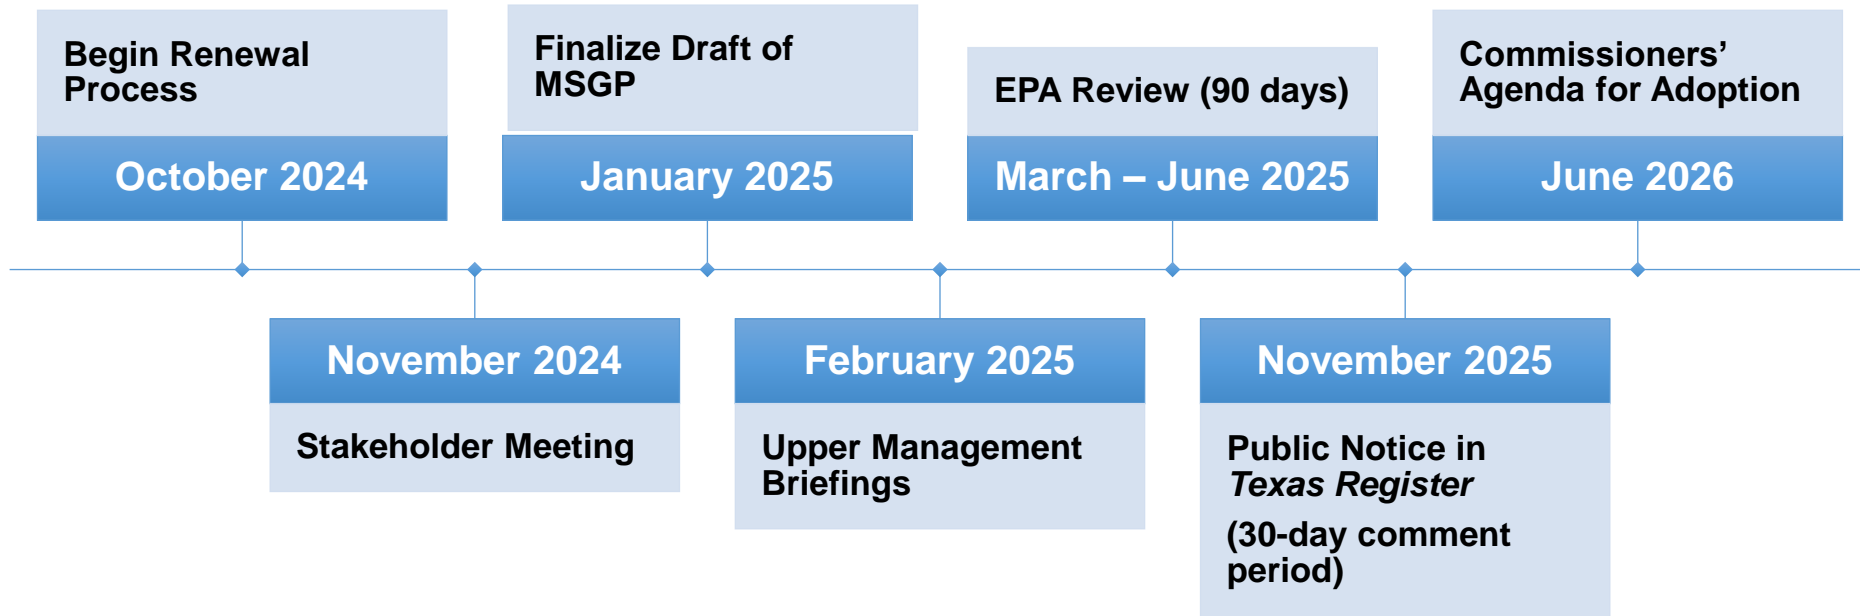 Begin Renewal
Process
October 2024
November 2024
Stakeholder Meeting
Finalize Draft of
MSGP
January 2025
February 2025
Upper Management
Briefings
EPA Review (90 days)
March – June 2025
November 2025
Public Notice in
Texas Register
(30-day comment
period)
Commissioners’
Agenda for Adoption
June 2026